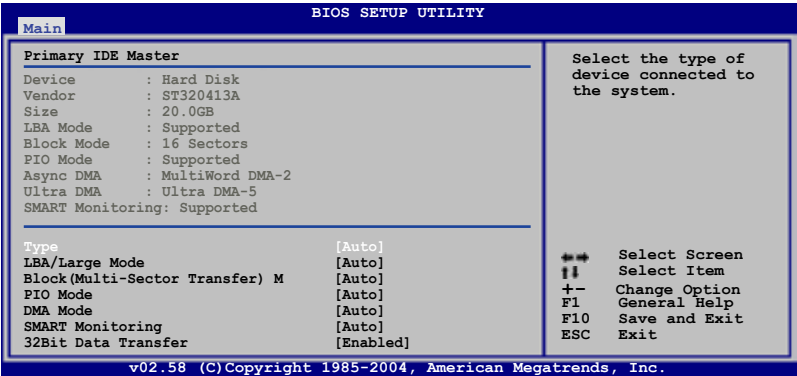 BIOS SETUP UTILITY
Main
Primary IDE Master
Device : Hard Disk
Vendor : ST320413A
Size : 20.0GB
LBA Mode : Supported
Block Mode : 16 Sectors
PIO Mode : Supported
Async DMA : MultiWord DMA-2
Ultra DMA : Ultra DMA-5
SMART Monitoring: Supported
Type [Auto]
LBA/Large Mode [Auto]
Block(Multi-Sector Transfer) M [Auto]
PIO Mode [Auto]
DMA Mode [Auto]
SMART Monitoring [Auto]
32Bit Data Transfer [Enabled]
Select the type of
device connected to
the system.
Select Screen
Select Item
+- Change Option
F1 General Help
F10 Save and Exit
ESC Exit
v02.58 (C)Copyright 1985-2004, American Megatrends, Inc.